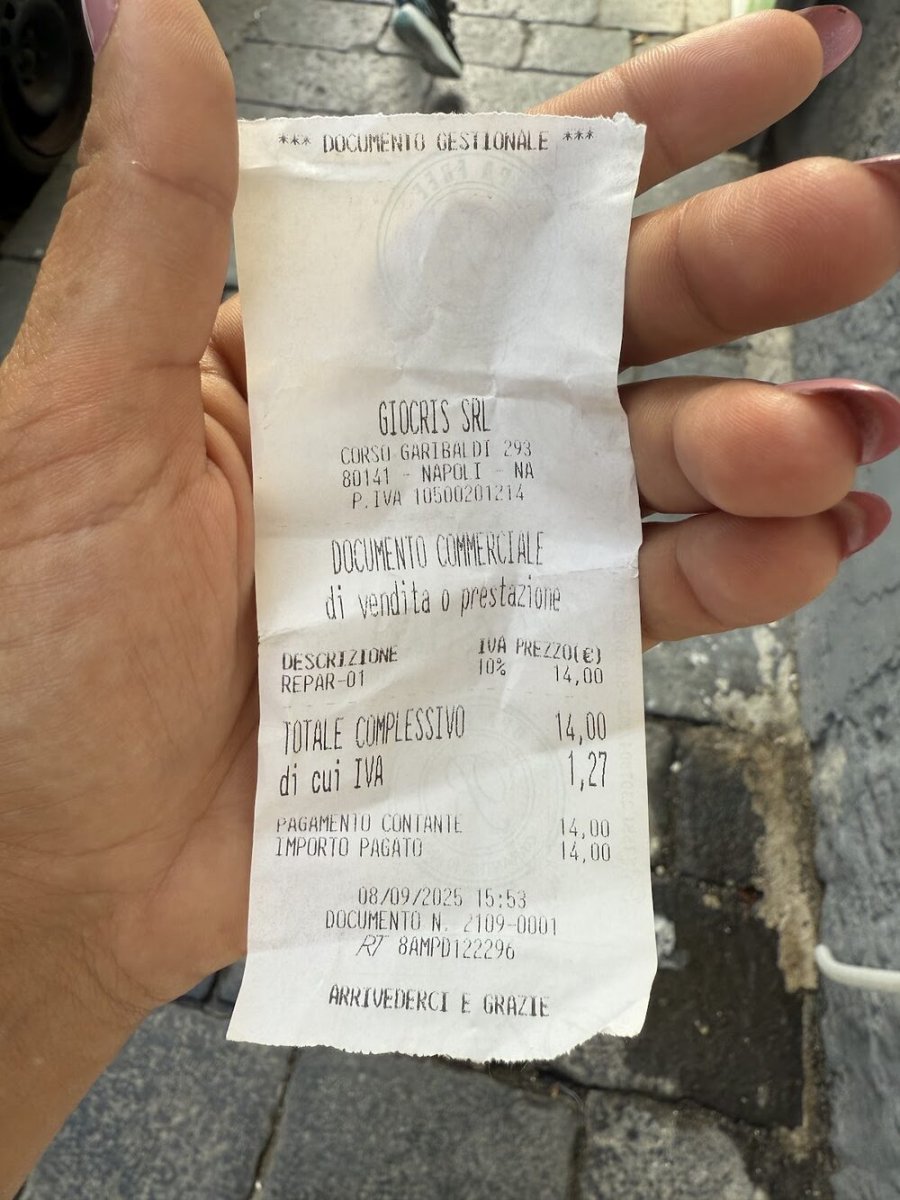 *** DOCUMENTO GESTIONALE ***
GIOCRIS SRL
CORSO GARIBALDI 293
80141 - NAPOLI - NA
P.IVA 10500201214
DOCUMENTO COMMERCIALE
di vendita o prestazione
DESCRIZIONE IVA PREZZO(€)
REPAR-01 10% 14,00
TOTALE COMPLESSIVO 14,00
di cui IVA 1,27
PAGAMENTO CONTANTE 14,00
IMPORTO PAGATO 14,00
08/09/2025 15:53
DOCUMENTO N. 2109-0001
RT 8AMPD122296
ARRIVEDERCI E GRAZIE